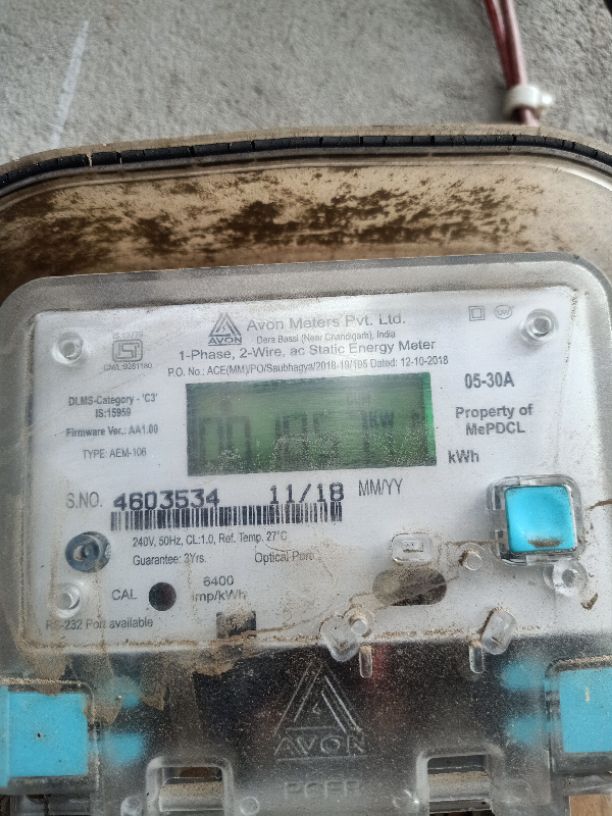 Avon Meters Pvt. Ltd.
AVON
Dera Bassi (Near Chandigarh), India
1-Phase, 2-Wire, ac Static Energy Meter
P.O. No.: ACE(MM)/PO/Saubhagya/2018-19/195 Dated: 12-10-2018
05-30A
DLMS-Category - 'C3'
IS:15959
Property of
MePDCL
Firmware Ver.: AA1.00
TYPE: AEM-106
kWh
S.NO. 4603534 11/18 MM/YY
240V, 50Hz, CL:1.0, Ref. Temp. 27°C
Guarantee: 3Yrs. Optical Port
CAL 6400
imp/kWh
RS-232 Port available
AVON